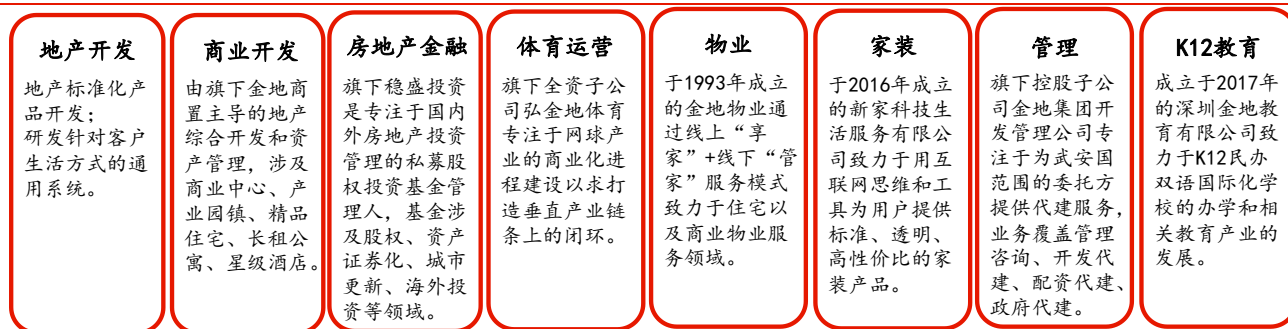 地产开发
地产标准化产
品开发；
研发针对客户
生活方式的通
用系统。
商业开发
由旗下金地商
置主导的地产
综合开发和资
产管理，涉及
商业中心、产
业园镇、精品
住宅、长租公
寓、星级酒店。
房地产金融
旗下稳盛投资
是专注于国内
外房地产投资
管理的私募股
权投资基金管
理人，基金涉
及股权、资产
证券化、城市
更新、海外投
资等领域。
体育运营
旗下全资子公
司弘金地体育
专注于网球产
业的商业化进
程建设以求打
造垂直产业链
条上的闭环。
物业
于1993年成立
的金地物业通
过线上“享
家”+线下“管
家”服务模式
致力于住宅以
及商业物业服
务领域。
家装
于2016年成立
的新家科技生
活服务有限公
司致力于用互
联网思维和工
具为用户提供
标准、透明、
高性价比的家
装产品。
管理
旗下控股子公
司金地集团开
发管理公司专
注于为武安国
范围的委托方
提供代建服务，
业务覆盖管理
咨询、开发代
建、配资代建、
政府代建。
K12教育
成立于2017年
的深圳金地教
育有限公司致
力于K12民办
双语国际化学
校的办学和相
关教育产业的
发展。